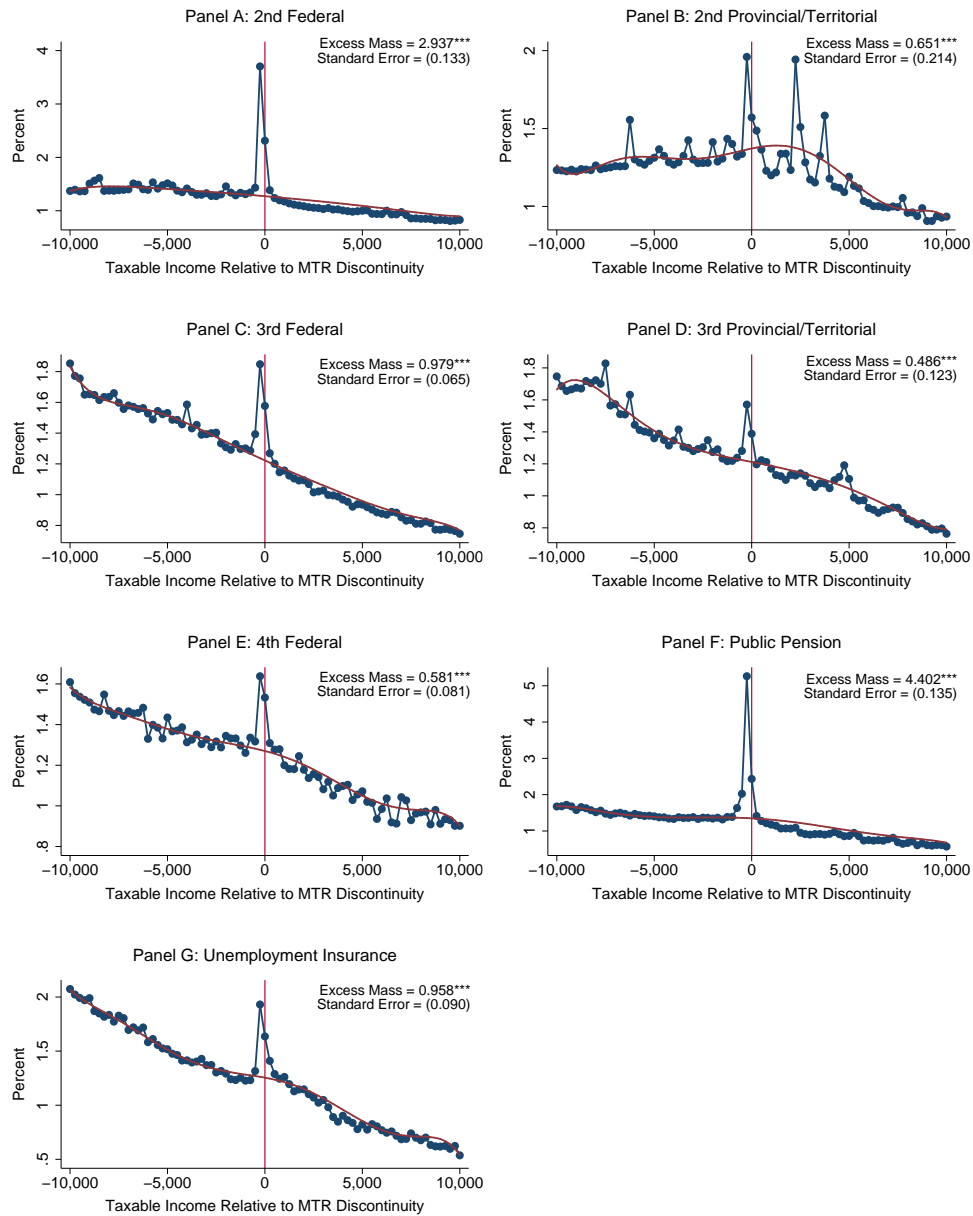 Panel A: 2nd Federal
Excess Mass = 2.937***
Standard Error = (0.133)
Percent
4
3
2
1
−10,000 −5,000 0 5,000 10,000
Taxable Income Relative to MTR Discontinuity
Panel B: 2nd Provincial/Territorial
Excess Mass = 0.651***
Standard Error = (0.214)
Percent
2
1.5
1
−10,000 −5,000 0 5,000 10,000
Taxable Income Relative to MTR Discontinuity
Panel C: 3rd Federal
Excess Mass = 0.979***
Standard Error = (0.065)
Percent
1.8
1.6
1.4
1.2
1
.8
−10,000 −5,000 0 5,000 10,000
Taxable Income Relative to MTR Discontinuity
Panel D: 3rd Provincial/Territorial
Excess Mass = 0.486***
Standard Error = (0.123)
Percent
1.8
1.6
1.4
1.2
1
.8
−10,000 −5,000 0 5,000 10,000
Taxable Income Relative to MTR Discontinuity
Panel E: 4th Federal
Excess Mass = 0.581***
Standard Error = (0.081)
Percent
1.6
1.4
1.2
1
.8
−10,000 −5,000 0 5,000 10,000
Taxable Income Relative to MTR Discontinuity
Panel F: Public Pension
Excess Mass = 4.402***
Standard Error = (0.135)
Percent
5
4
3
2
1
−10,000 −5,000 0 5,000 10,000
Taxable Income Relative to MTR Discontinuity
Panel G: Unemployment Insurance
Excess Mass = 0.958***
Standard Error = (0.090)
Percent
2
1.5
1
.5
−10,000 −5,000 0 5,000 10,000
Taxable Income Relative to MTR Discontinuity